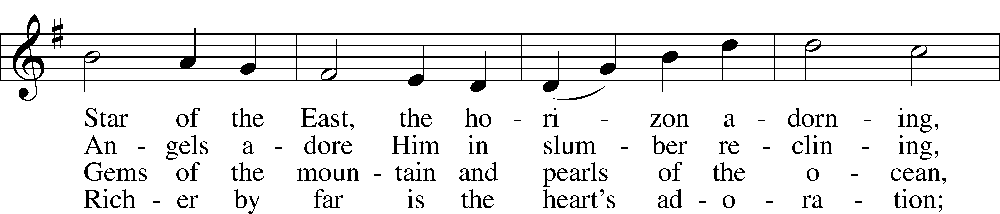 Star of the East, the ho - ri - zon a - dorn - ing,
An - gels a - dore Him in slum - ber re - clin - ing,
Gems of the moun - tain and pearls of the o - cean,
Rich - er by far is the heart's ad - o - ra - tion;